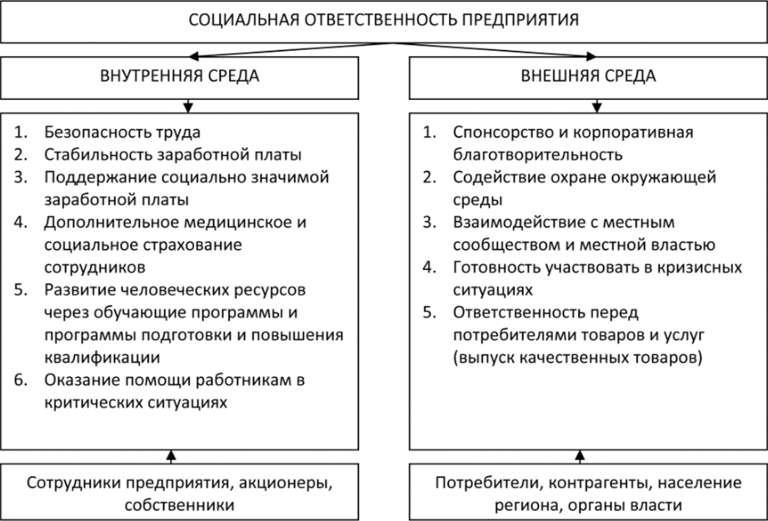 СОЦИАЛЬНАЯ ОТВЕТСТВЕННОСТЬ ПРЕДПРИЯТИЯ
ВНУТРЕННЯЯ СРЕДА
1. Безопасность труда
2. Стабильность заработной платы
3. Поддержание социально значимой
заработной платы
4. Дополнительное медицинское и
социальное страхование
сотрудников
5. Развитие человеческих ресурсов
через обучающие программы и
программы подготовки и повышения
квалификации
6. Оказание помощи работникам в
критических ситуациях
Сотрудники предприятия, акционеры,
собственники
ВНЕШНЯЯ СРЕДА
1. Спонсорство и корпоративная
благотворительность
2. Содействие охране окружающей
среды
3. Взаимодействие с местным
сообществом и местной властью
4. Готовность участвовать в кризисных
ситуациях
5. Ответственность перед
потребителями товаров и услуг
(выпуск качественных товаров)
Потребители, контрагенты, население
региона, органы власти